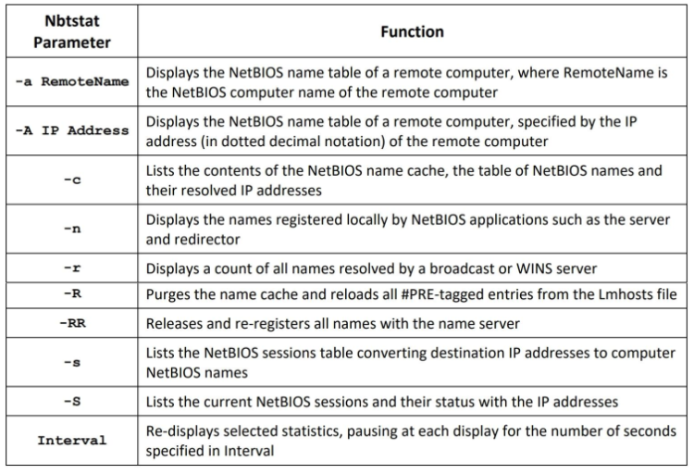 Nbtstat
Parameter
Function
-a RemoteName
Displays the NetBIOS name table of a remote computer, where RemoteName is
the NetBIOS computer name of the remote computer
-A IP Address
Displays the NetBIOS name table of a remote computer, specified by the IP
address (in dotted decimal notation) of the remote computer
-c
Lists the contents of the NetBIOS name cache, the table of NetBIOS names and
their resolved IP addresses
-n
Displays the names registered locally by NetBIOS applications such as the server
and redirector
-r
Displays a count of all names resolved by a broadcast or WINS server
-R
Purges the name cache and reloads all #PRE-tagged entries from the Lmhosts file
-RR
Releases and re-registers all names with the name server
-s
Lists the NetBIOS sessions table converting destination IP addresses to computer
NetBIOS names
-S
Lists the current NetBIOS sessions and their status with the IP addresses
Interval
Re-displays selected statistics, pausing at each display for the number of seconds
specified in Interval